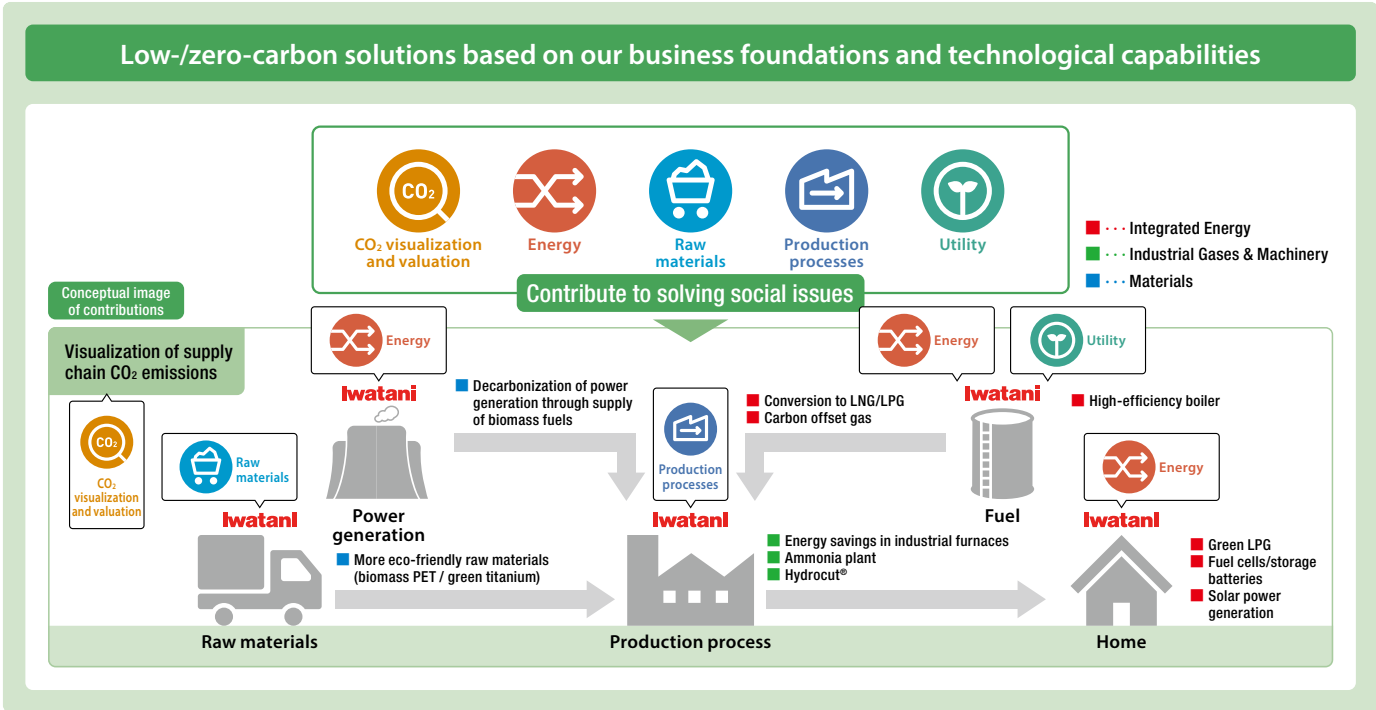 Low-/zero-carbon solutions based on our business foundations and technological capabilities
CO₂
CO₂ visualization
and valuation
Energy
Raw
materials
Production
processes
Utility
■ ··· Integrated Energy
■ ··· Industrial Gases & Machinery
■ ··· Materials
Contribute to solving social issues
Conceptual image
of contributions
Visualization of supply
chain CO₂ emissions
CO₂
CO₂
visualization
and valuation
Raw
materials
Iwatani
Raw materials
Energy
Iwatani
Power
generation
■ Decarbonization of power
generation through supply
of biomass fuels
■ More eco-friendly raw materials
(biomass PET / green titanium)
Production
processes
Iwatani
Production process
■ Conversion to LNG/LPG
■ Carbon offset gas
■ Energy savings in industrial furnaces
■ Ammonia plant
■ Hydrocut®
Energy
Utility
Iwatani
Fuel
■ High-efficiency boiler
Energy
Iwatani
Home
■ Green LPG
■ Fuel cells/storage
batteries
■ Solar power
generation